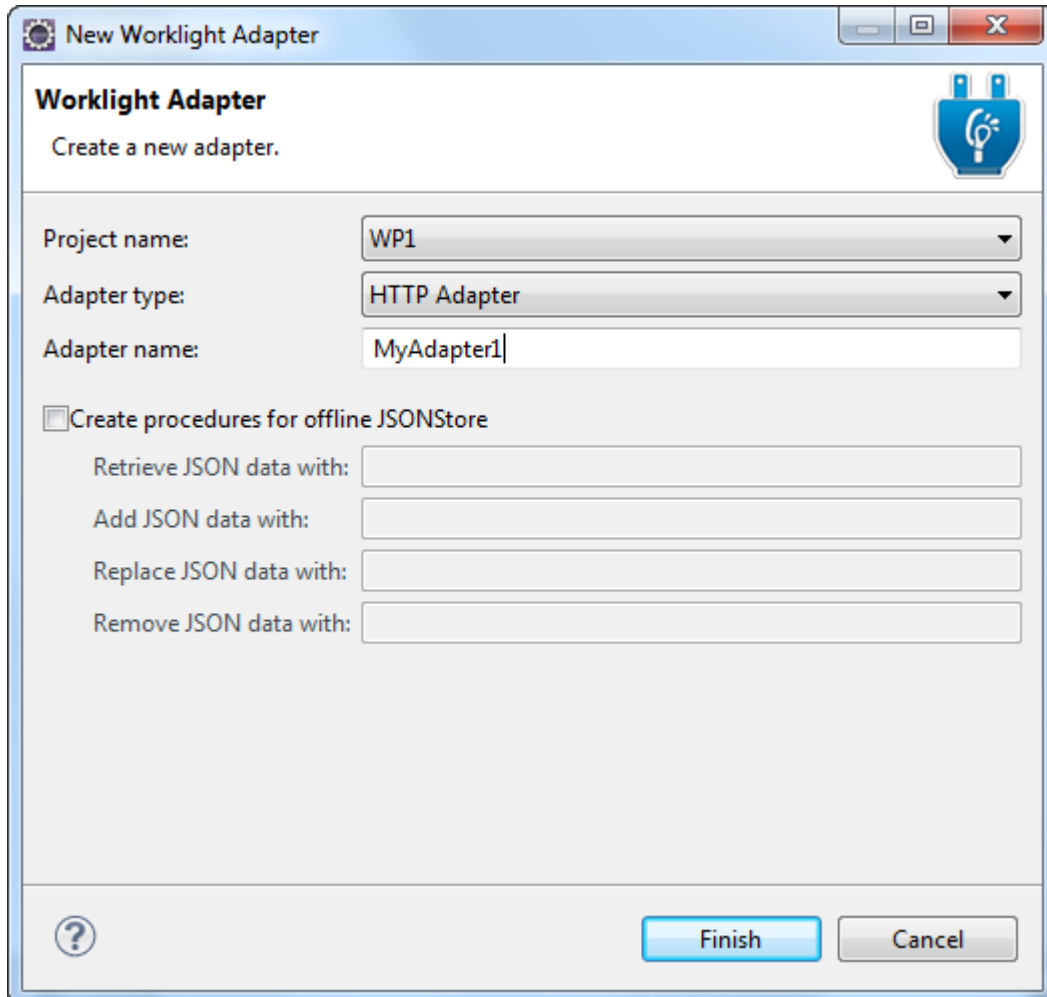 New Worklight Adapter
Worklight Adapter
Create a new adapter.
Project name: WP1
Adapter type: HTTP Adapter
Adapter name: MyAdapter1
Create procedures for offline JSONStore
Retrieve JSON data with:
Add JSON data with:
Replace JSON data with:
Remove JSON data with:
? Finish Cancel